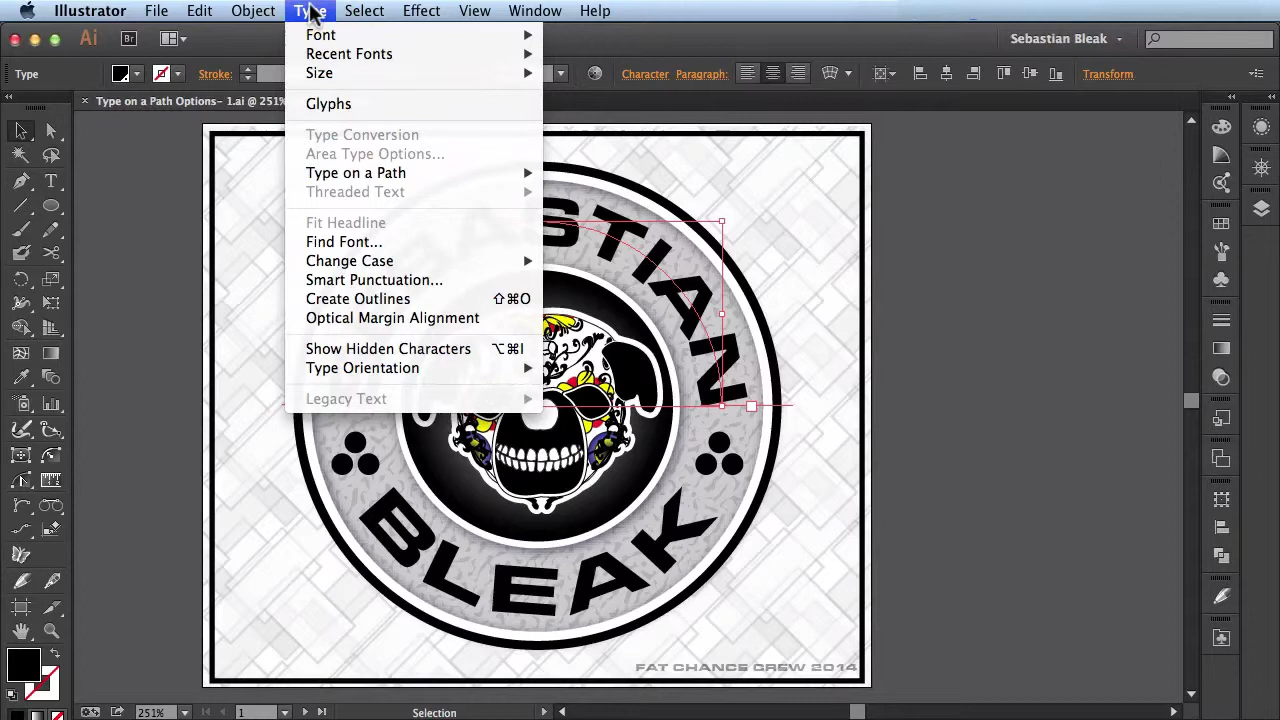 Illustrator File Edit Object Type Select Effect View Window Help
Ai Br Sebastian Bleak
Type Stroke: Character Paragraph: Transform
Type on a Path Options- 1.ai @ 251%
Font
Recent Fonts
Size
Glyphs
Type Conversion
Area Type Options...
Type on a Path
Threaded Text
Fit Headline
Find Font...
Change Case
Smart Punctuation...
Create Outlines ⇧⌘O
Optical Margin Alignment
Show Hidden Characters ⌥⌘I
Type Orientation
Legacy Text
BASTIAN
BLEAK
FAT CHANCE CREW 2014
251% 1 Selection